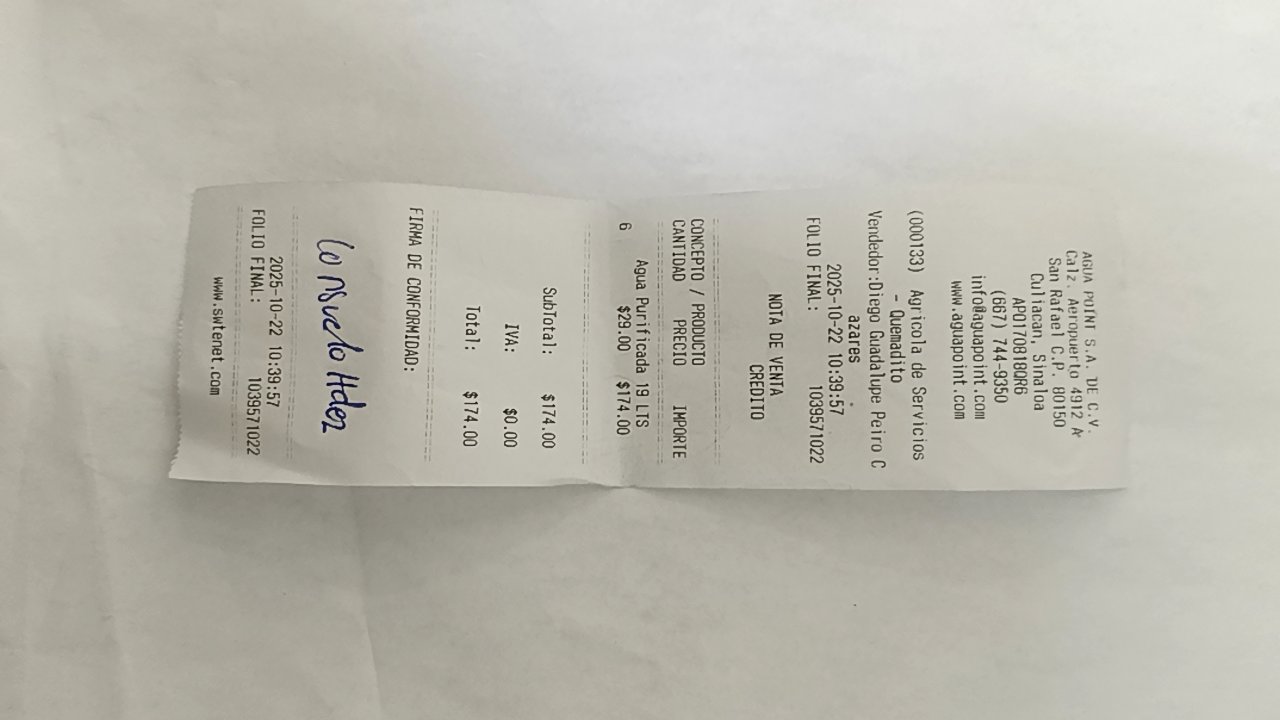 AGUA POINT S.A. DE C.V.
Calz. Aeropuerto 4912 A
San Rafael C.P. 80150
Culiacan, Sinaloa
APO170818QR6
(667) 744-9350
info@aguapoint.com
www.aguapoint.com
(000133) Agricola de Servicios
- Quemadito
Vendedor:Diego Guadalupe Peiro C
azares
2025-10-22 10:39:57
FOLIO FINAL: 1039571022
NOTA DE VENTA
CREDITO
CONCEPTO / PRODUCTO
CANTIDAD PRECIO IMPORTE
Agua Purificada 19 LTS
6 $29.00 $174.00
SubTotal: $174.00
IVA: $0.00
Total: $174.00
FIRMA DE CONFORMIDAD:
Consuelo Hdez
2025-10-22 10:39:57
FOLIO FINAL: 1039571022
www.swtenet.com